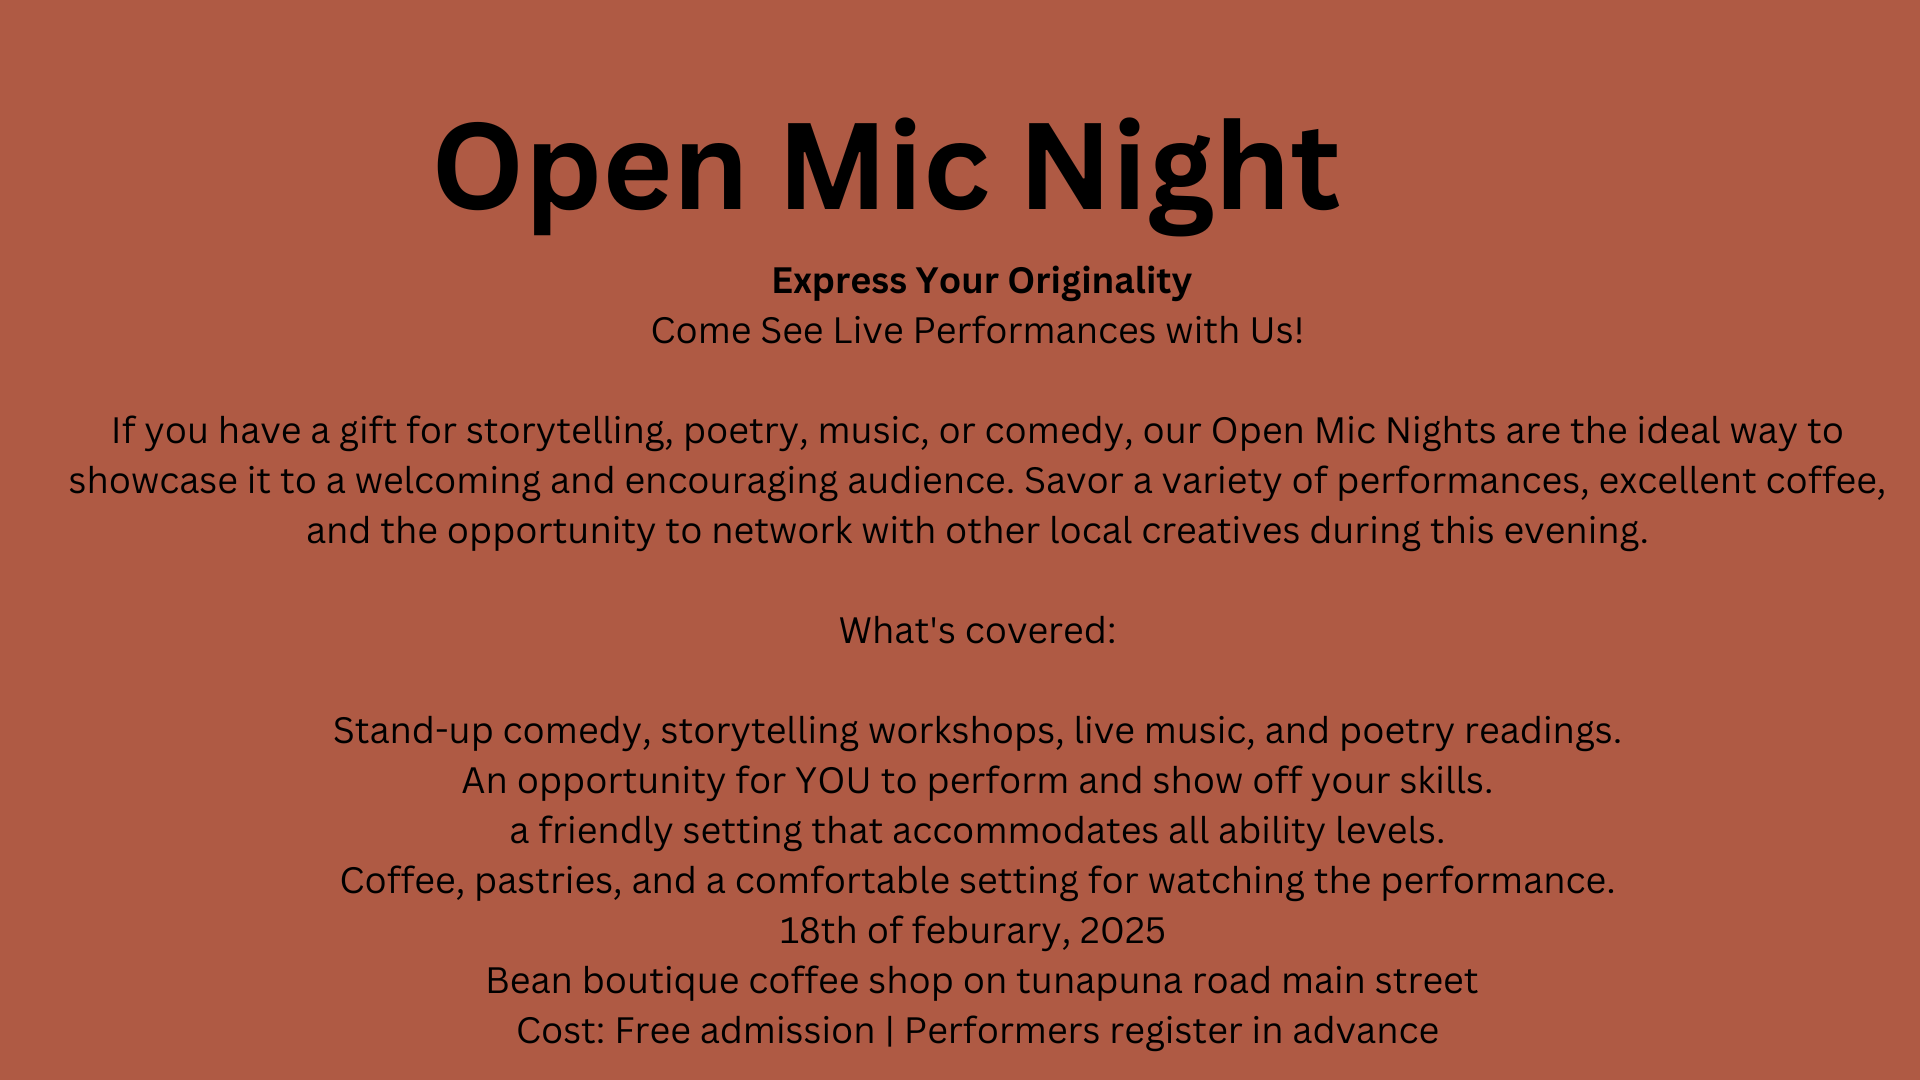 Open Mic Night
Express Your Originality
Come See Live Performances with Us!
If you have a gift for storytelling, poetry, music, or comedy, our Open Mic Nights are the ideal way to
showcase it to a welcoming and encouraging audience. Savor a variety of performances, excellent coffee,
and the opportunity to network with other local creatives during this evening.
What's covered:
Stand-up comedy, storytelling workshops, live music, and poetry readings.
An opportunity for YOU to perform and show off your skills.
a friendly setting that accommodates all ability levels.
Coffee, pastries, and a comfortable setting for watching the performance.
18th of feburary, 2025
Bean boutique coffee shop on tunapuna road main street
Cost: Free admission | Performers register in advance